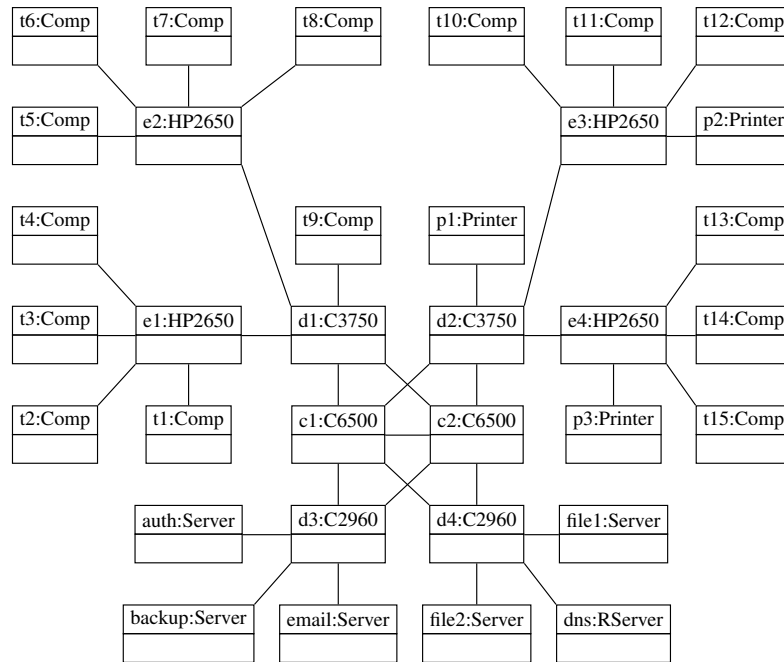 t6:Comp
t7:Comp
t8:Comp
t10:Comp
t11:Comp
t12:Comp
t5:Comp
e2:HP2650
e3:HP2650
p2:Printer
t4:Comp
t9:Comp
p1:Printer
t13:Comp
t3:Comp
e1:HP2650
d1:C3750
d2:C3750
e4:HP2650
t14:Comp
t2:Comp
t1:Comp
c1:C6500
c2:C6500
p3:Printer
t15:Comp
auth:Server
d3:C2960
d4:C2960
file1:Server
backup:Server
email:Server
file2:Server
dns:RServer